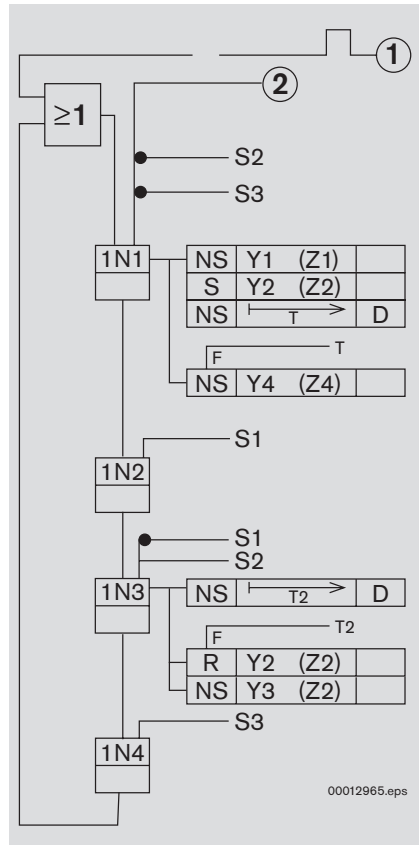 1
2
≥1
S2
S3
1N1
NS Y1 (Z1)
S Y2 (Z2)
NS T D
F T
NS Y4 (Z4)
S1
1N2
S1
S2
1N3
NS T2 D
F T2
R Y2 (Z2)
NS Y3 (Z2)
S3
1N4
00012965.eps